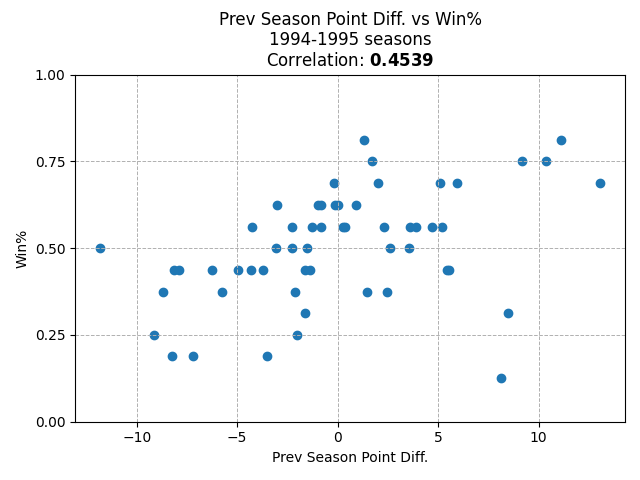 Prev Season Point Diff. vs Win%
1994-1995 seasons
Correlation: 0.4539
1.00
0.75
0.50
0.25
0.00
Win%
−10
−5
0
5
10
Prev Season Point Diff.